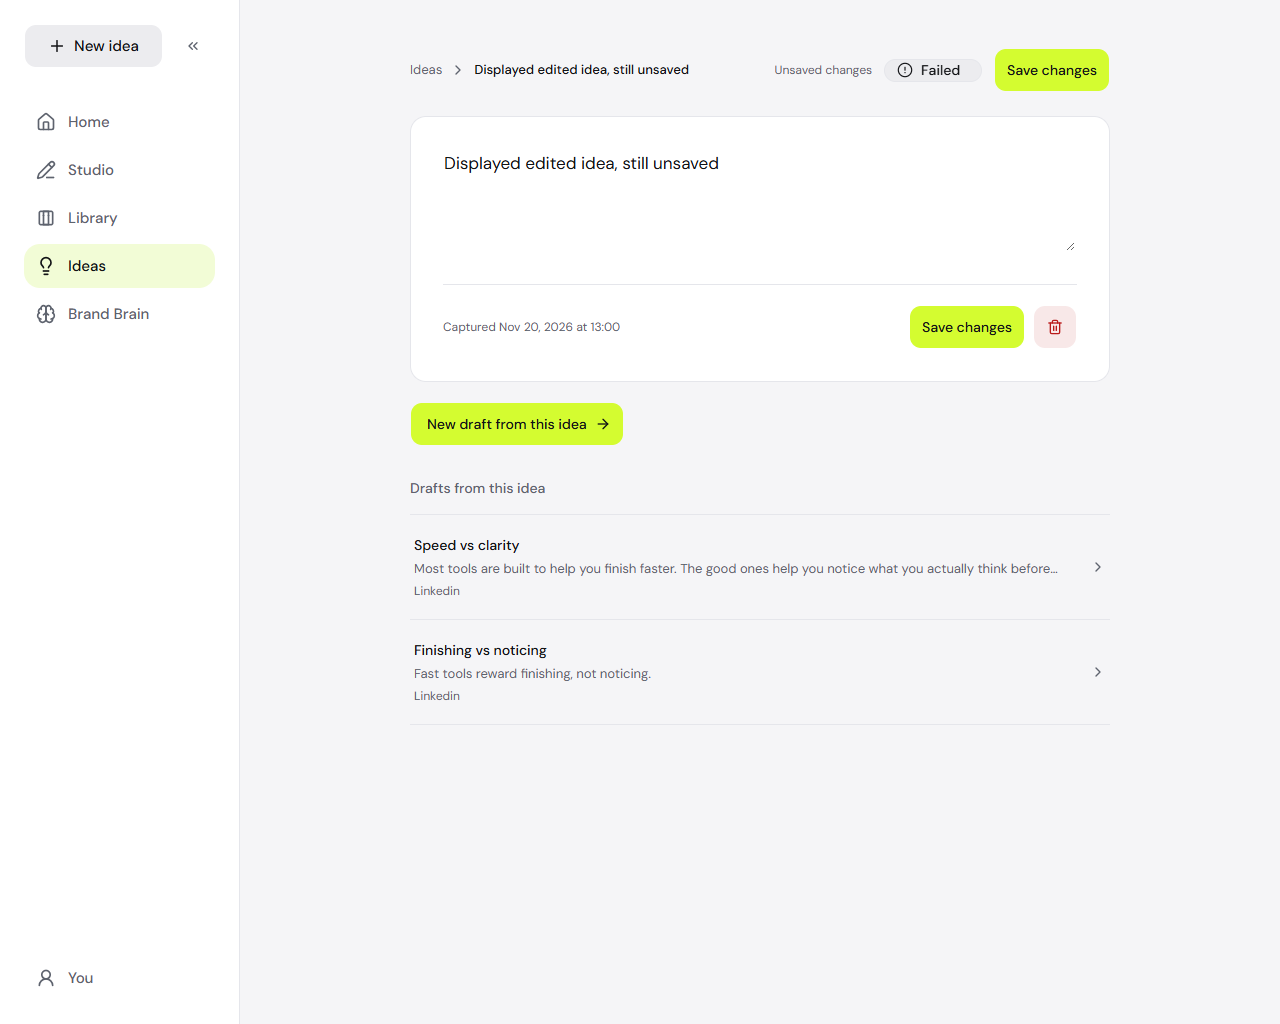 New idea
Home
Studio
Library
Ideas
Brand Brain
You
Ideas
Displayed edited idea, still unsaved
Unsaved changes
Failed
Save changes
Displayed edited idea, still unsaved
Captured Nov 20, 2026 at 13:00
Save changes
New draft from this idea
Drafts from this idea
Speed vs clarity
Most tools are built to help you finish faster. The good ones help you notice what you actually think before…
Linkedin
Finishing vs noticing
Fast tools reward finishing, not noticing.
Linkedin